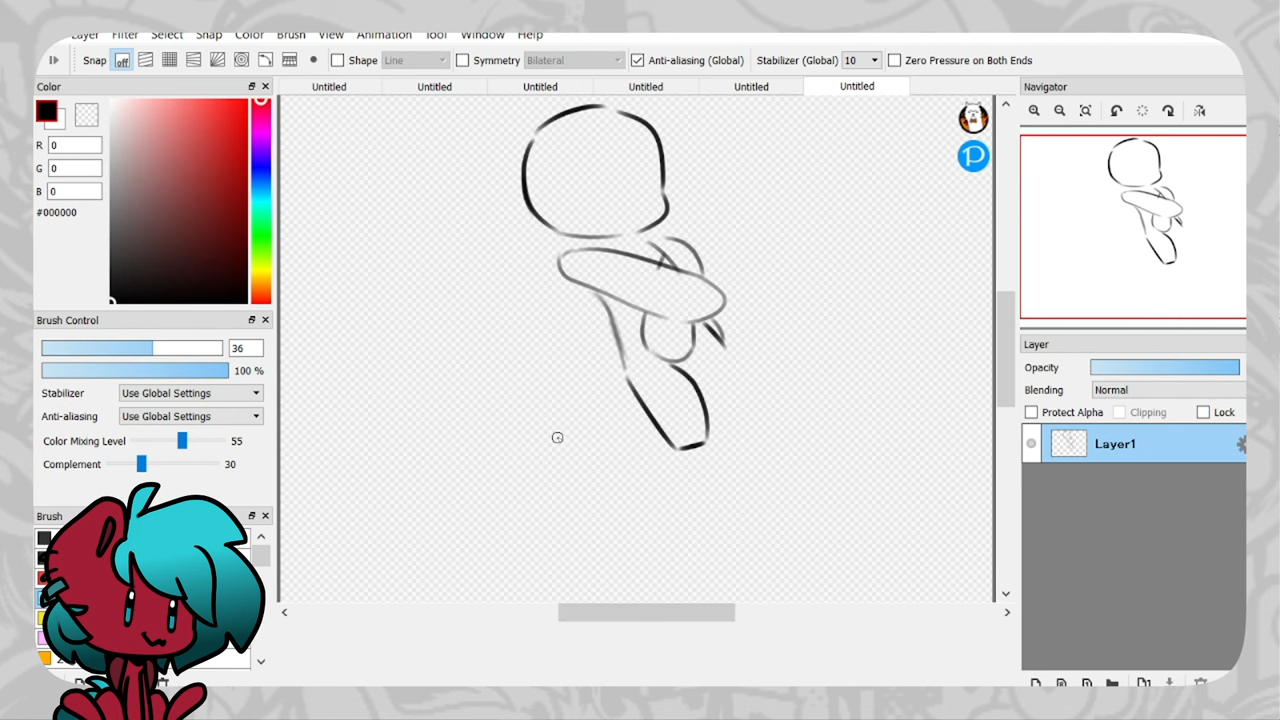 Layer Filter Select Snap Color Brush View Animation Tool Window Help
Snap off Shape Line Symmetry Bilateral Anti-aliasing (Global) Stabilizer (Global) 10 Zero Pressure on Both Ends
Color
Untitled Untitled Untitled Untitled Untitled Untitled
Navigator
R 0
G 0
B 0
#000000
Brush Control
36
100 %
Stabilizer Use Global Settings
Anti-aliasing Use Global Settings
Color Mixing Level 55
Complement 30
Brush
Layer
Opacity
Blending Normal
Protect Alpha Clipping Lock
Layer1